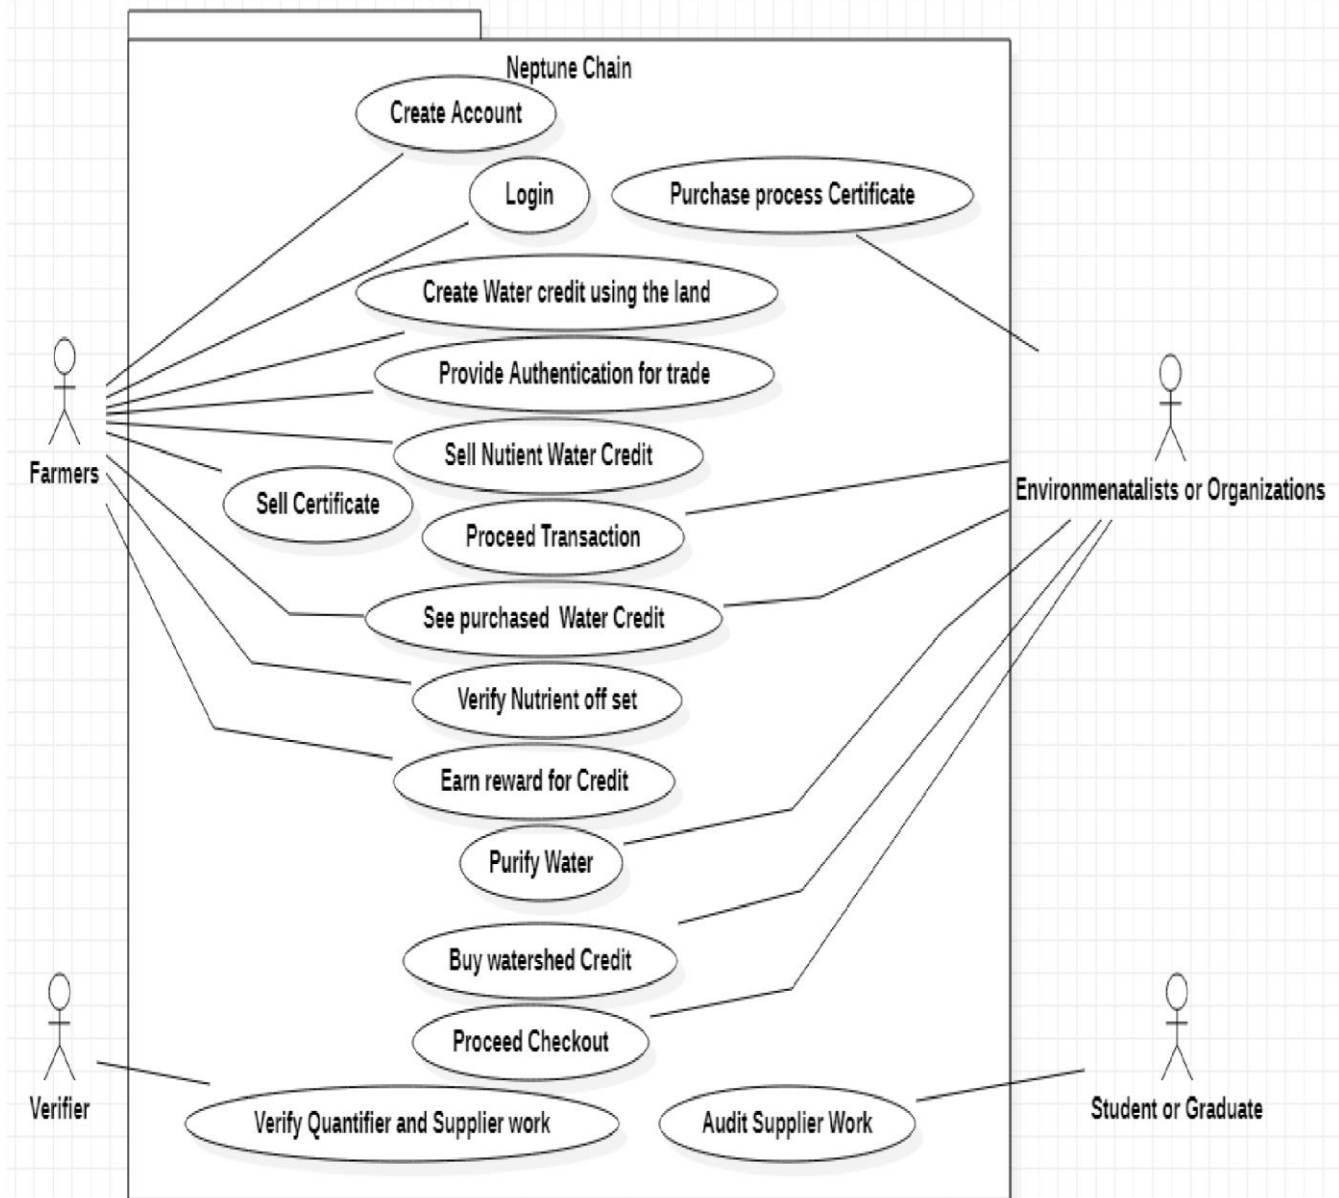 Neptune Chain
Create Account
Login
Purchase process Certificate
Create Water credit using the land
Provide Authentication for trade
Sell Nutient Water Credit
Farmers
Sell Certificate
Environmenatalists or Organizations
Proceed Transaction
See purchased Water Credit
Verify Nutrient off set
Earn reward for Credit
Purify Water
Buy watershed Credit
Proceed Checkout
Verifier
Verify Quantifier and Supplier work
Audit Supplier Work
Student or Graduate